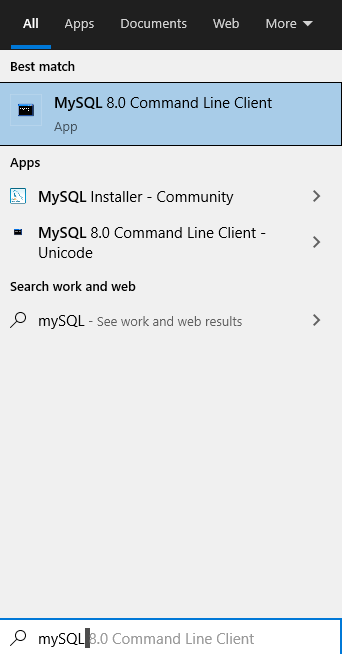 All Apps Documents Web More
Best match
MySQL 8.0 Command Line Client
App
Apps
MySQL Installer - Community
MySQL 8.0 Command Line Client -
Unicode
Search work and web
mySQL - See work and web results
mySQL 8.0 Command Line Client